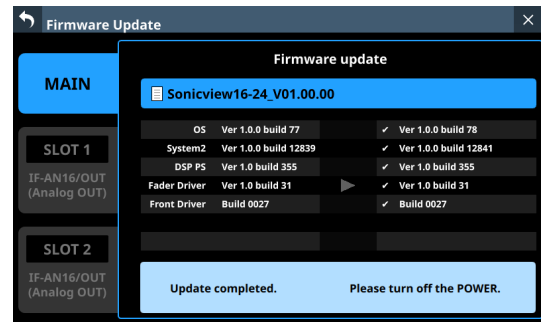 Firmware Update
MAIN
SLOT 1
IF-AN16/OUT
(Analog OUT)
SLOT 2
IF-AN16/OUT
(Analog OUT)
Firmware update
Sonicview16-24_V01.00.00
OS Ver 1.0.0 build 77 ✔ Ver 1.0.0 build 78
System2 Ver 1.0.0 build 12839 ✔ Ver 1.0.0 build 12841
DSP PS Ver 1.0 build 355 ✔ Ver 1.0 build 355
Fader Driver Ver 1.0 build 31 ✔ Ver 1.0 build 31
Front Driver Build 0027 ✔ Build 0027
Update completed. Please turn off the POWER.